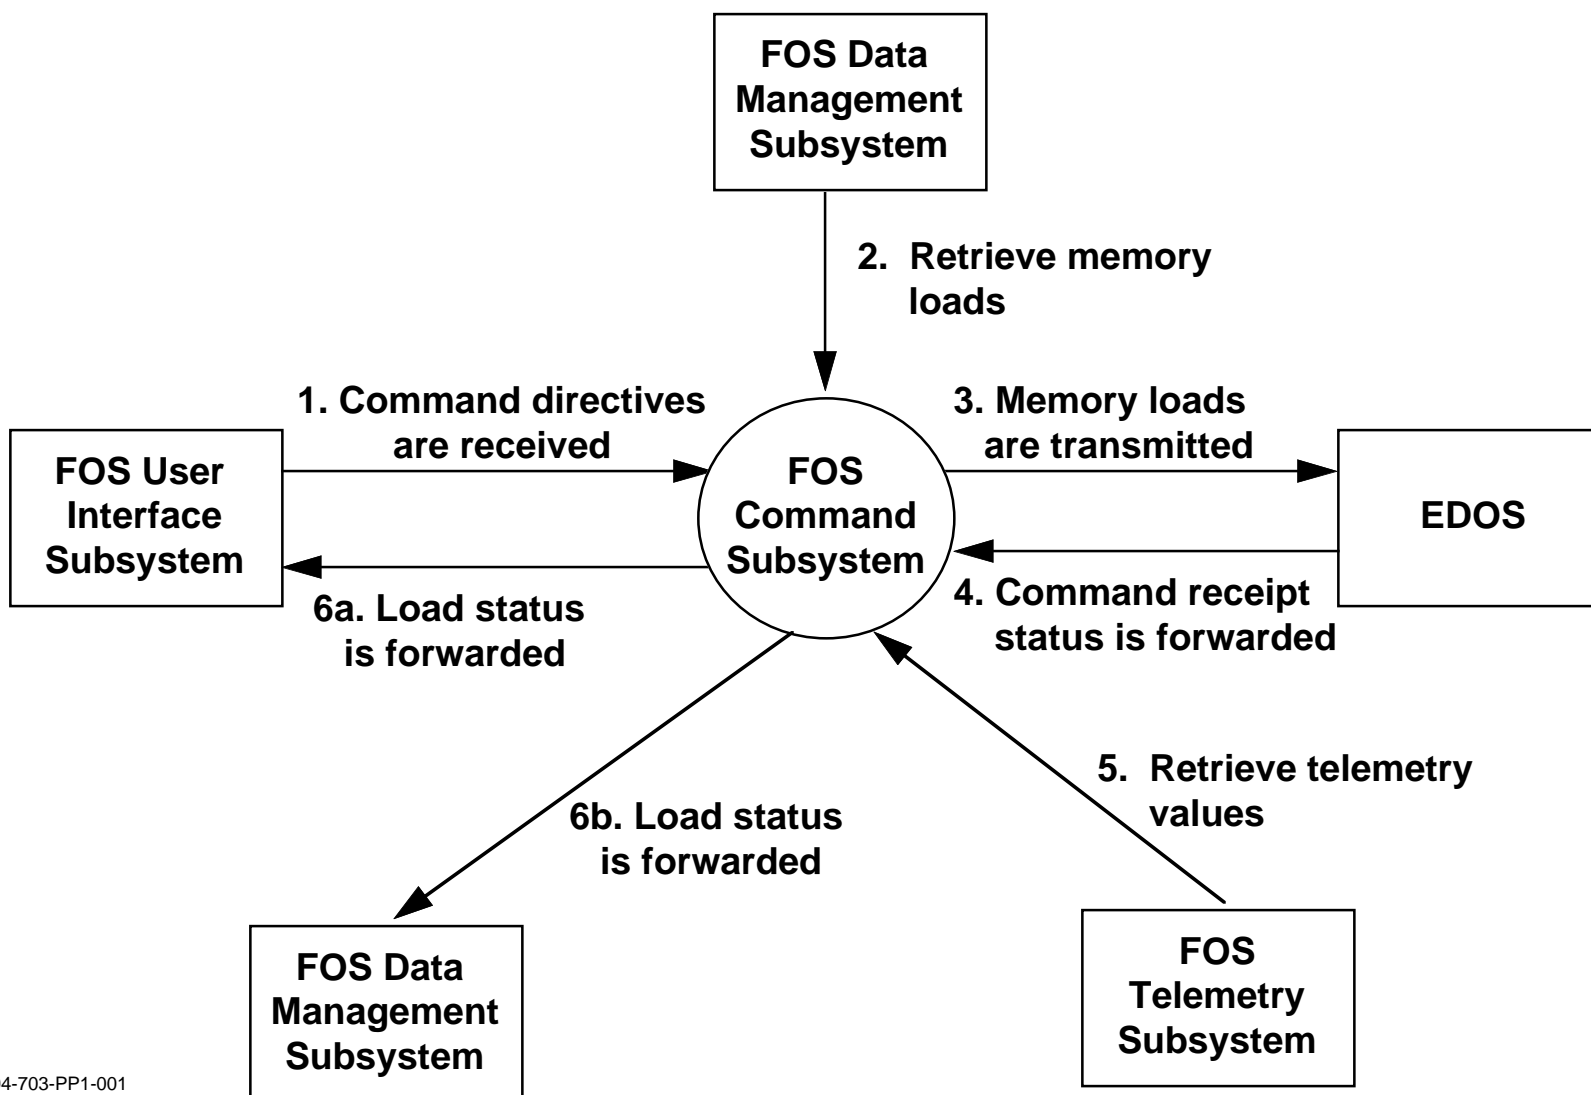 FOS Data
Management
Subsystem
2. Retrieve memory
loads
1. Command directives
are received
3. Memory loads
are transmitted
FOS User
Interface
Subsystem
FOS
Command
Subsystem
EDOS
6a. Load status
is forwarded
4. Command receipt
status is forwarded
5. Retrieve telemetry
values
6b. Load status
is forwarded
FOS Data
Management
Subsystem
FOS
Telemetry
Subsystem
4-703-PP1-001